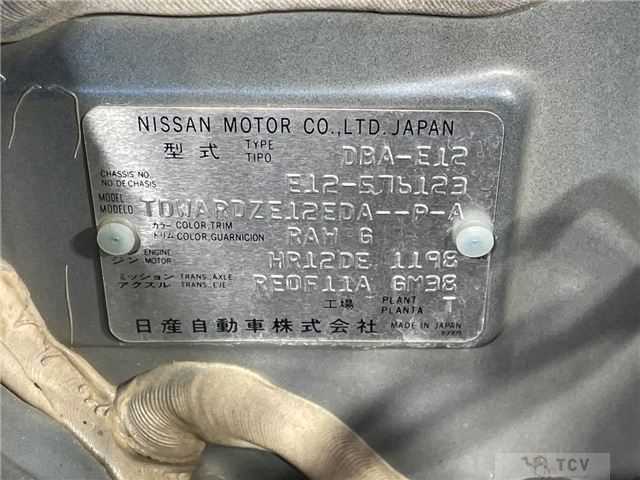 NISSAN MOTOR CO.,LTD.JAPAN
型式 TYPE TIPO DBA-E12
CHASSIS NO. NO.DE CHASIS E12-576123
MODEL MODELO TDWARDZE12EDA--P-A
カラー COLOR,TRIM トリム COLOR,GUARNICION RAH G
エンジン ENGINE MOTOR HR12DE 1198
ミッション TRANS.,AXLE アクスル TRANS.,EJE RE0F11A GM38
工場 PLANT PLANTA T
日産自動車株式会社 MADE IN JAPAN
TCV